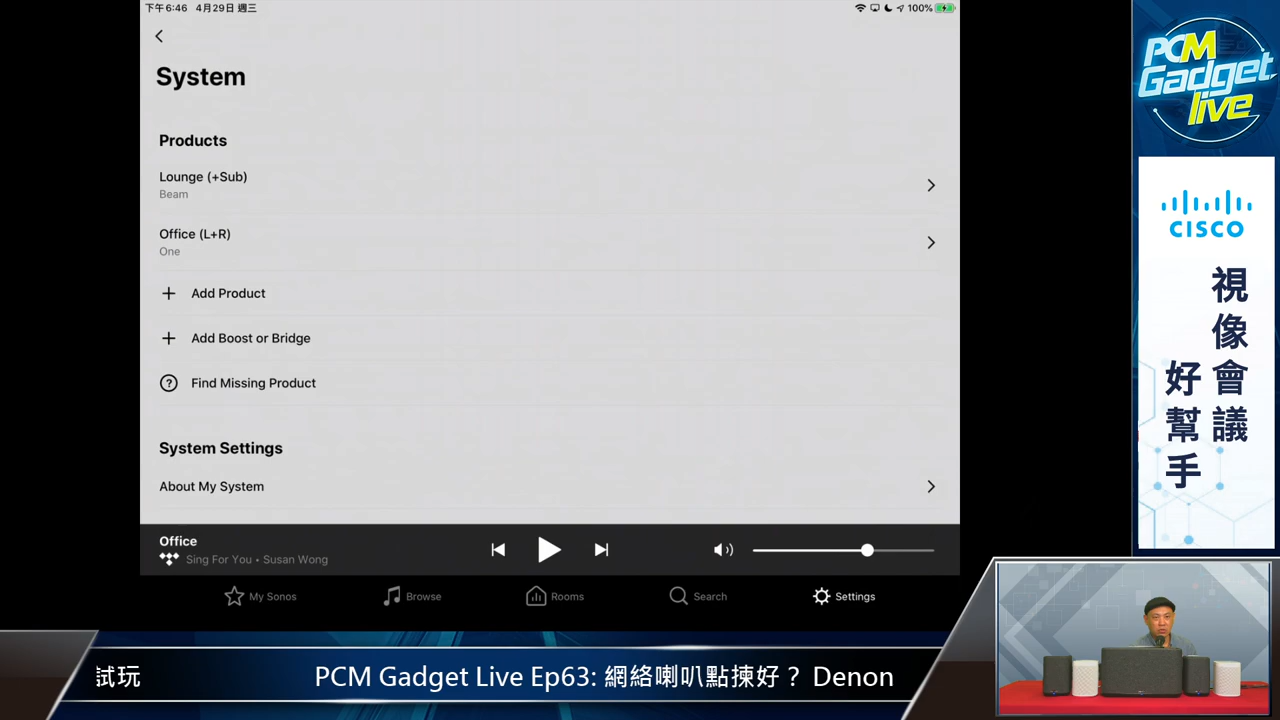 下午6:46 4月29日 週三
100%
System
Products
Lounge (+Sub)
Beam
Office (L+R)
One
Add Product
Add Boost or Bridge
Find Missing Product
System Settings
About My System
Office
Sing For You • Susan Wong
My Sonos
Browse
Rooms
Search
Settings
PCM
Gadget
live
CISCO
視像會議
好幫手
試玩 PCM Gadget Live Ep63: 網絡喇叭點揀好？ Denon